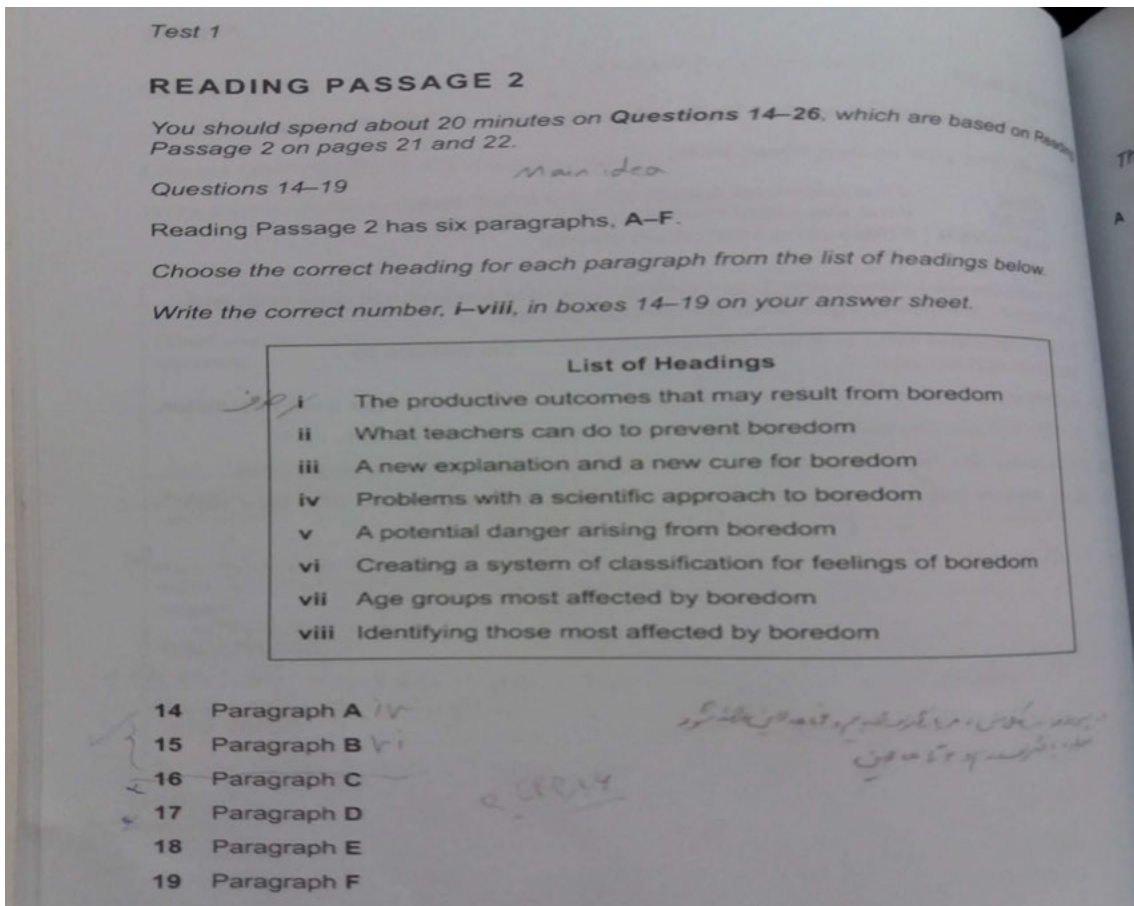 Test 1
READING PASSAGE 2
You should spend about 20 minutes on Questions 14–26, which are based on Reading
Passage 2 on pages 21 and 22.
Main idea
Questions 14–19
Reading Passage 2 has six paragraphs, A–F.
Choose the correct heading for each paragraph from the list of headings below.
Write the correct number, i–viii, in boxes 14–19 on your answer sheet.
List of Headings
i The productive outcomes that may result from boredom
ii What teachers can do to prevent boredom
iii A new explanation and a new cure for boredom
iv Problems with a scientific approach to boredom
v A potential danger arising from boredom
vi Creating a system of classification for feelings of boredom
vii Age groups most affected by boredom
viii Identifying those most affected by boredom
14 Paragraph A iv
15 Paragraph B vi
16 Paragraph C
17 Paragraph D
18 Paragraph E
19 Paragraph F
Th
A